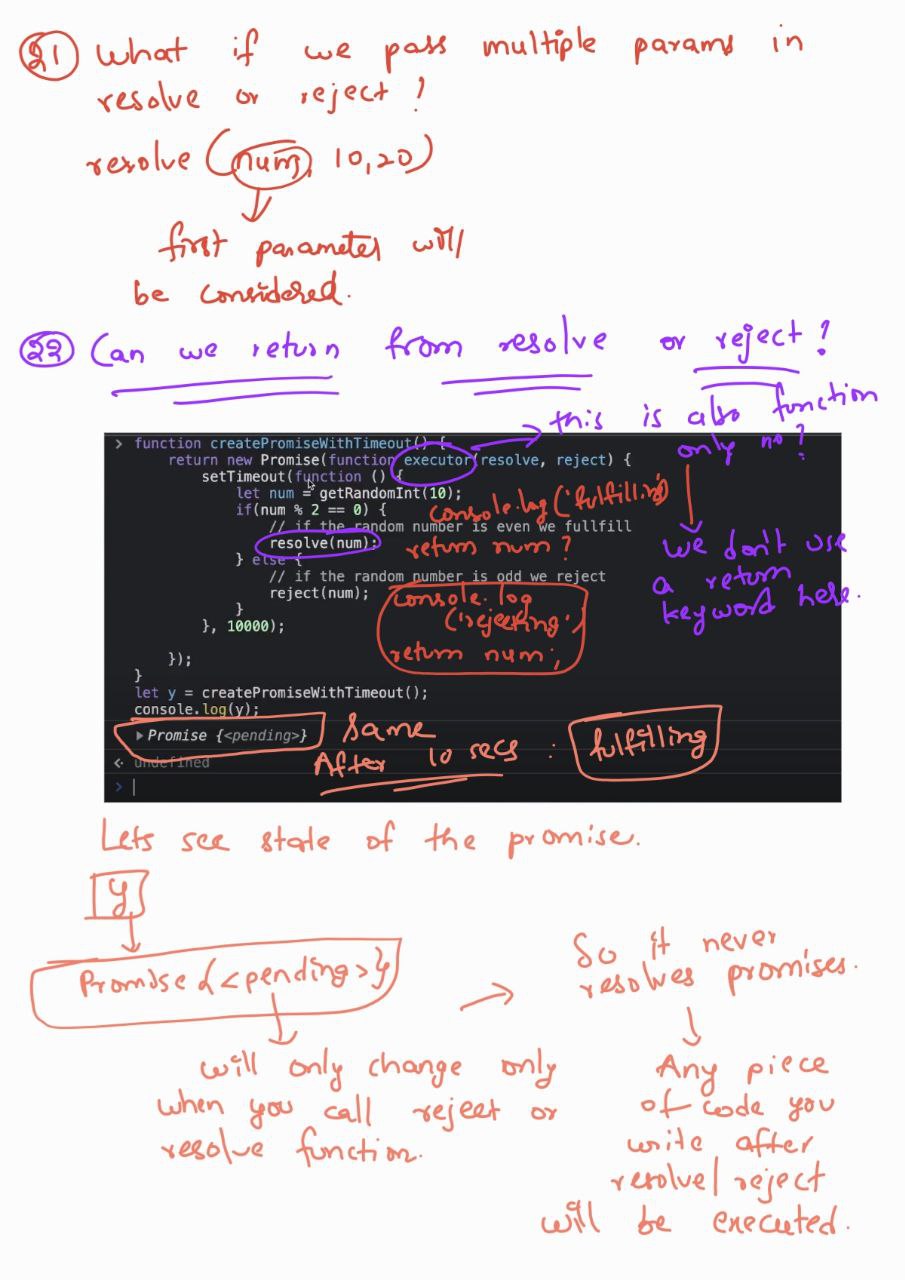 21 What if we pass multiple params in
resolve or reject?
resolve (num, 10,20)
first parameter will
be considered.
22 Can we return from resolve or reject?
this is also function
only no?
we don't use
a return
keyword here.
> function createPromiseWithTimeout() {
return new Promise(function executor(resolve, reject) {
setTimeout(function () {
let num = getRandomInt(10);
if(num % 2 == 0) {
console.log('fulfilling')
// if the random number is even we fullfill
resolve(num);
return num?
} else {
// if the random number is odd we reject
reject(num);
console.log
('rejecting')
return num;
}
}, 10000);
});
}
let y = createPromiseWithTimeout();
console.log(y);
▸ Promise {<pending>}
Same
After 10 secs : fulfilling
<· undefined
>
Lets see state of the promise.
y
Promise {<pending>}
will only change only
when you call reject or
resolve function.
So it never
resolves promises.
Any piece
of code you
write after
resolve/reject
will be executed.